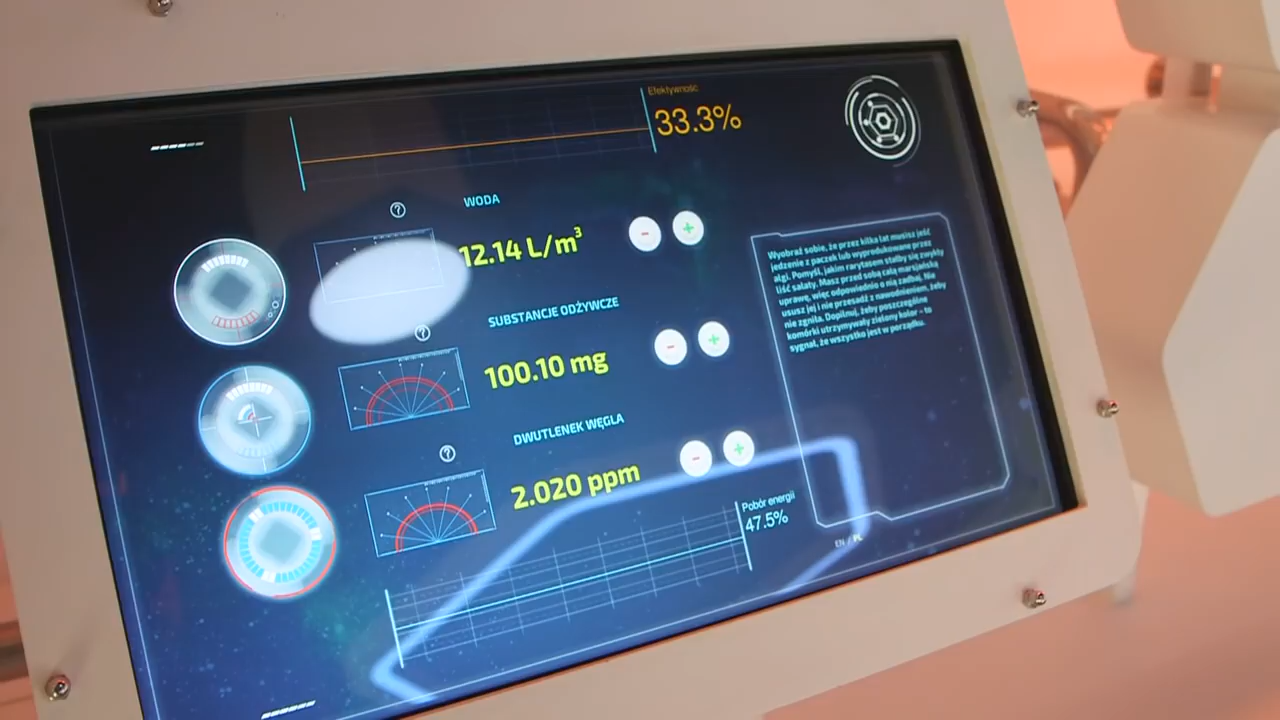 Efektywność
33.3%
WODA
12.14 L/m³
SUBSTANCJE ODŻYWCZE
100.10 mg
DWUTLENEK WĘGLA
2.020 ppm
Pobór energii
47.5%
EN / PL
Wyobraź sobie, że przez kilka lat musisz jeść
jedzenie z paczek lub wyprodukowane przez
algi. Pomyśl, jakim rarytasem stałby się zwykły
liść sałaty. Masz przed sobą całą marsjańską
uprawę, więc odpowiednio o nią zadbaj. Nie
ususz jej i nie przesadź z nawodnieniem, żeby
nie zgniła. Dopilnuj, żeby poszczególne
komórki utrzymywały zielony kolor – to
sygnał, że wszystko jest w porządku.